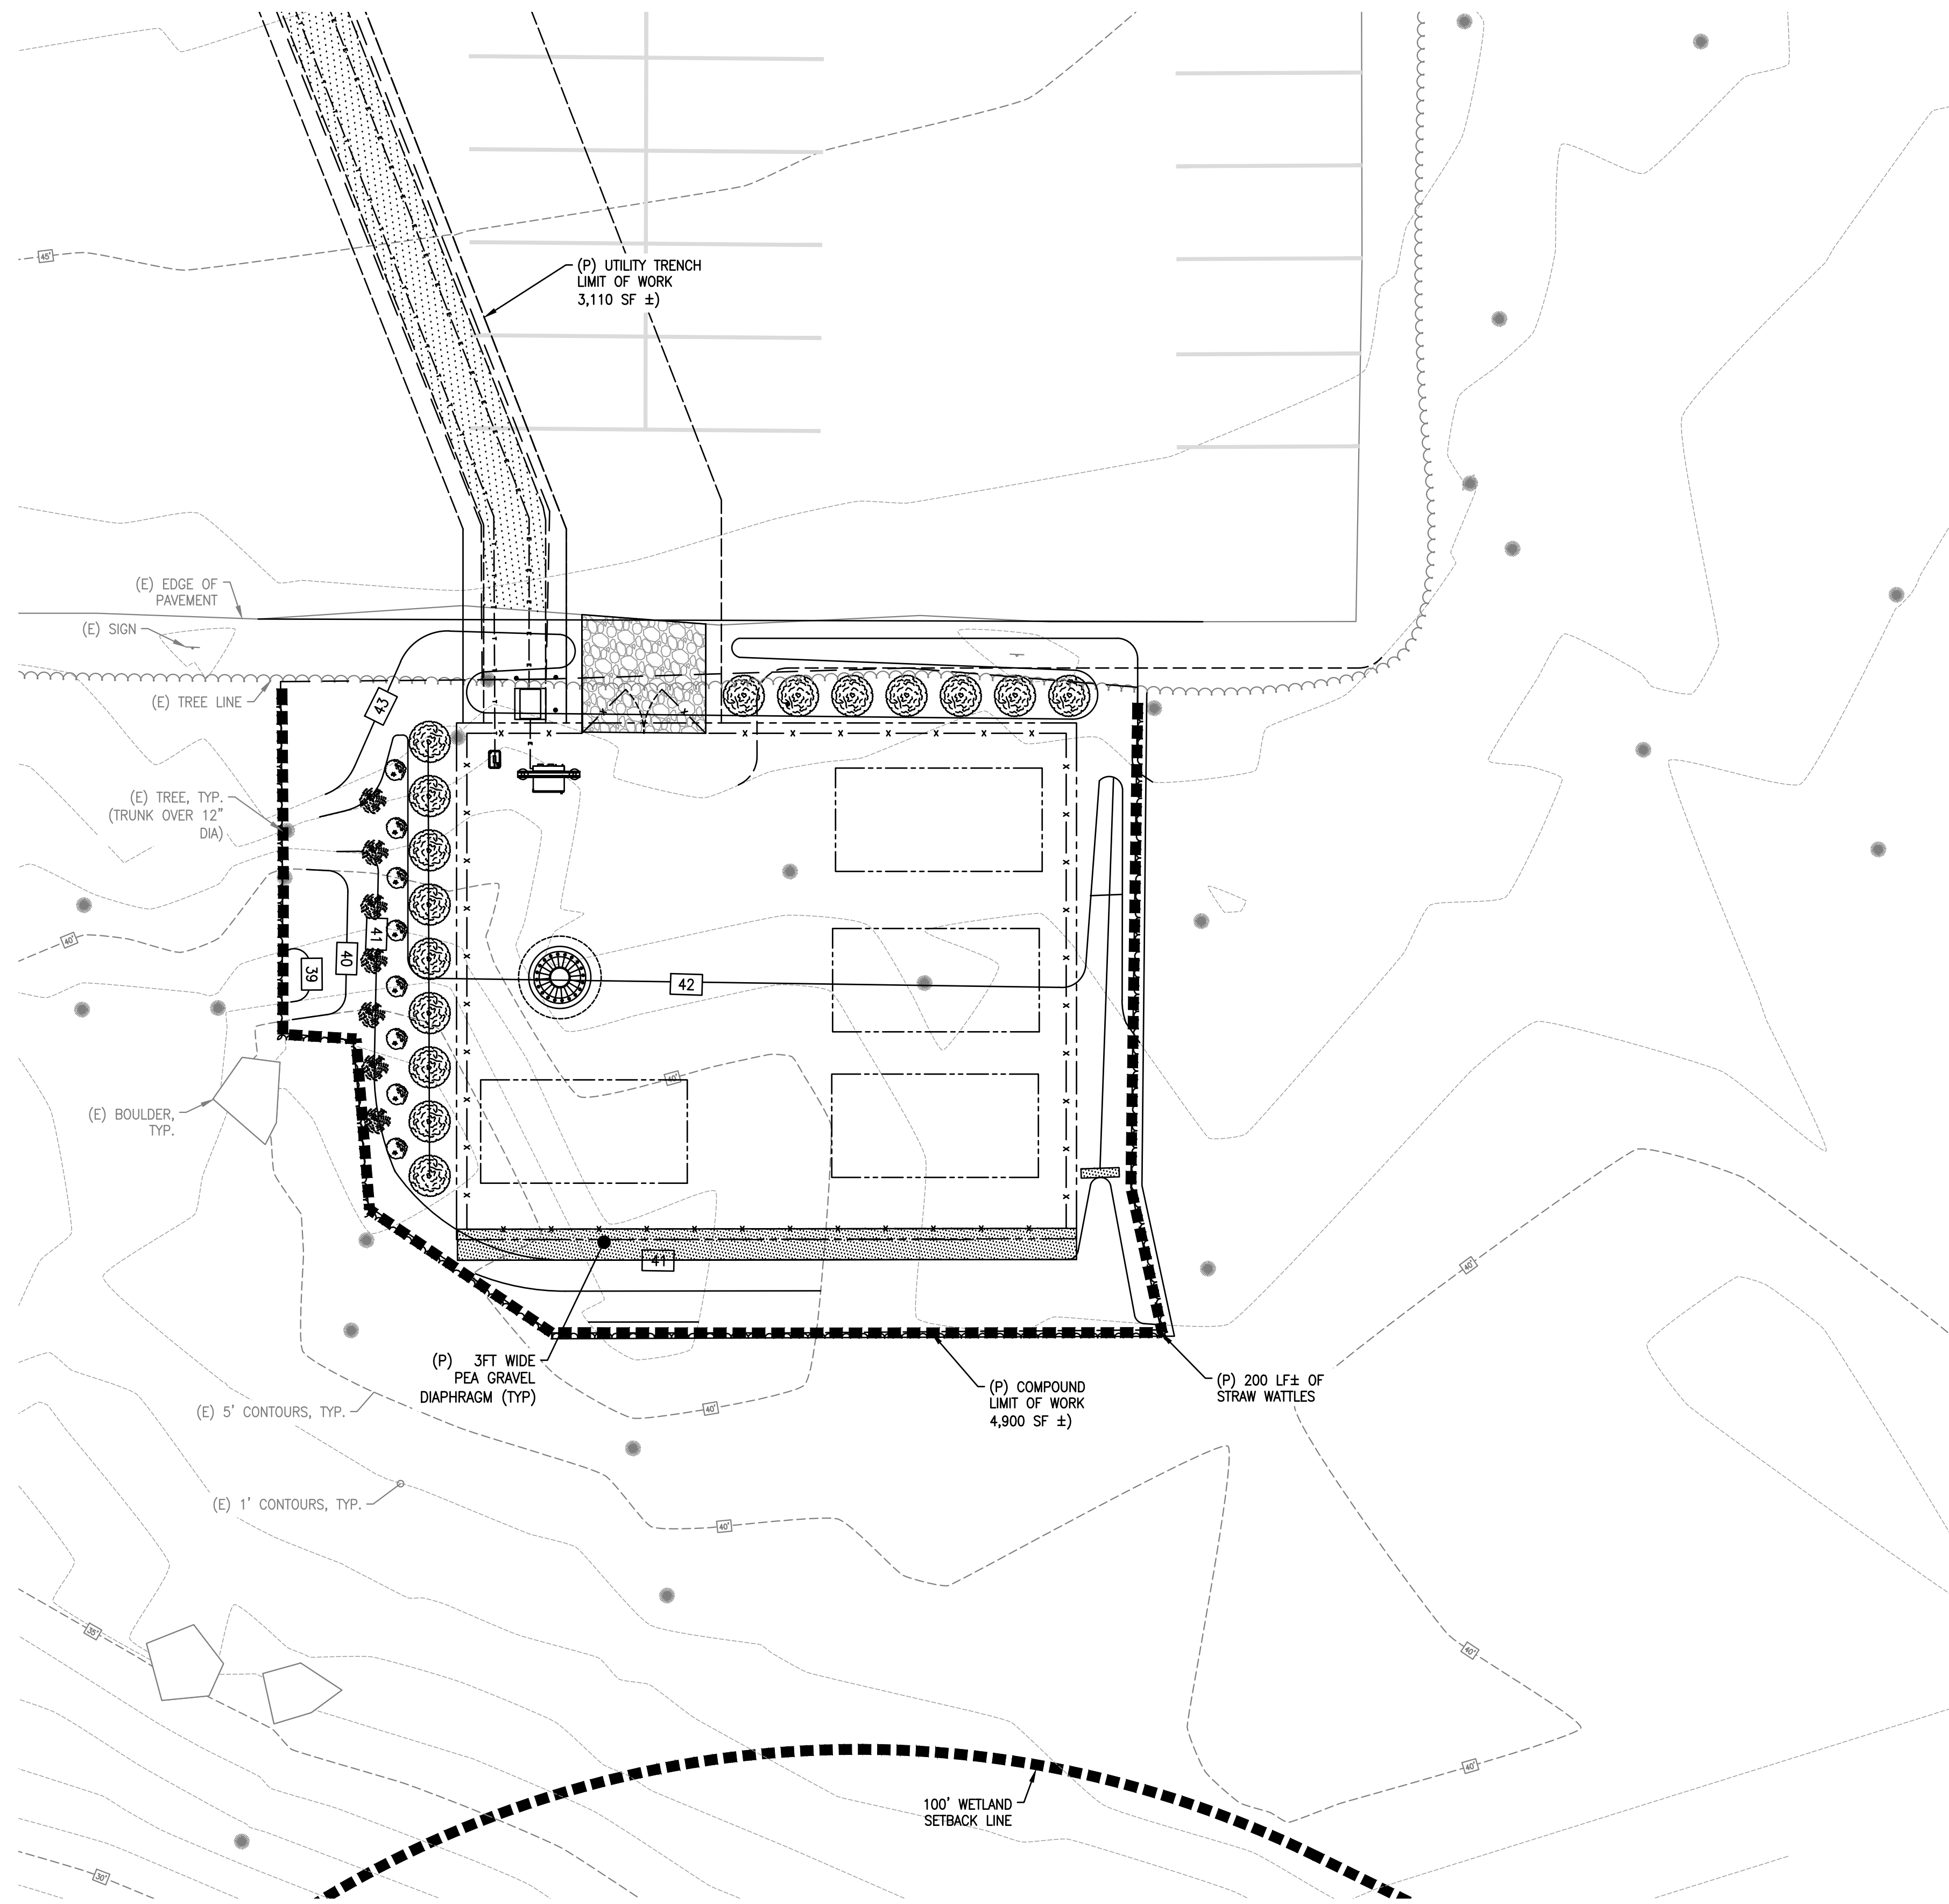 45'
(P) UTILITY TRENCH
LIMIT OF WORK
3,110 SF ±)
(E) EDGE OF
PAVEMENT
(E) SIGN
(E) TREE LINE
43
(E) TREE, TYP.
(TRUNK OVER 12"
DIA)
40'
41
40
39
42
40'
(E) BOULDER,
TYP.
41
40'
(P) 3FT WIDE
PEA GRAVEL
DIAPHRAGM (TYP)
(P) COMPOUND
LIMIT OF WORK
4,900 SF ±)
(P) 200 LF± OF
STRAW WATTLES
(E) 5' CONTOURS, TYP.
40'
(E) 1' CONTOURS, TYP.
40'
35'
40'
40'
100' WETLAND
SETBACK LINE
30'